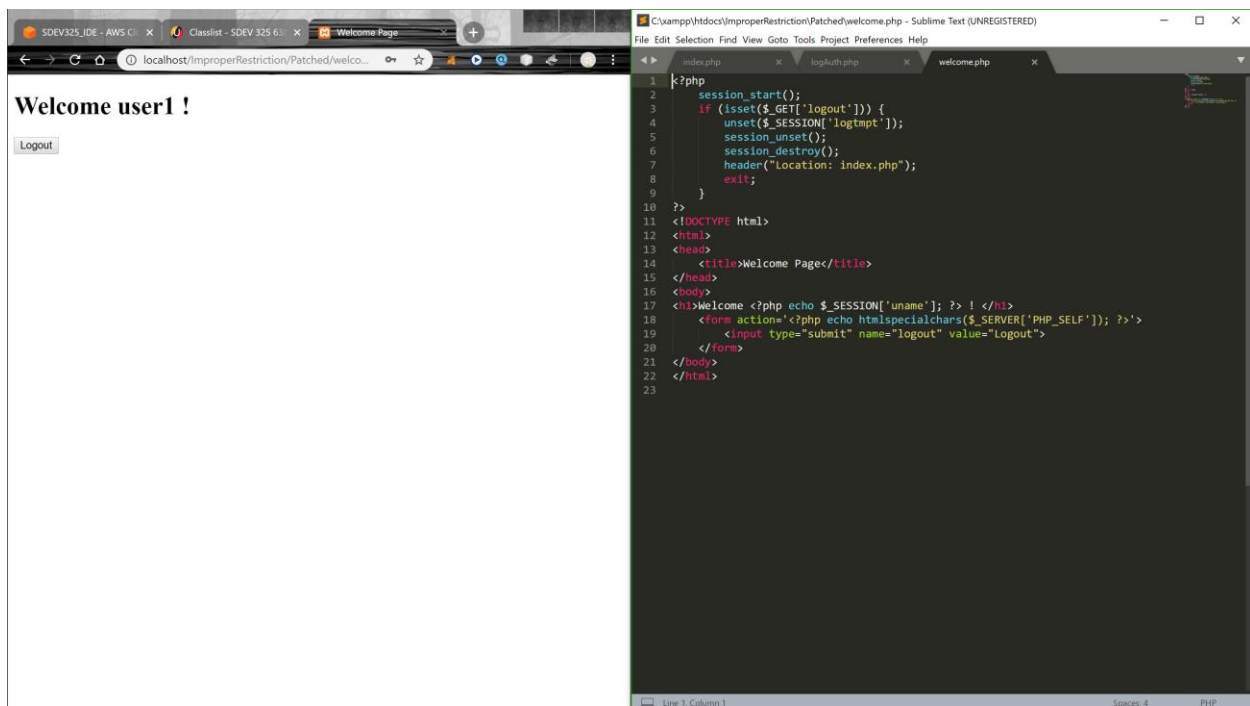 SDEV325_IDE - AWS Cl
Classlist - SDEV 325 63
Welcome Page
localhost/ImproperRestriction/Patched/welco...
Welcome user1 !
Logout
C:\xampp\htdocs\ImproperRestriction\Patched\welcome.php - Sublime Text (UNREGISTERED)
File Edit Selection Find View Goto Tools Project Preferences Help
index.php logAuth.php welcome.php
1 <?php
2 session_start();
3 if (isset($_GET['logout'])) {
4 unset($_SESSION['logtmpt']);
5 session_unset();
6 session_destroy();
7 header("Location: index.php");
8 exit;
9 }
10 ?>
11 <!DOCTYPE html>
12 <html>
13 <head>
14 <title>Welcome Page</title>
15 </head>
16 <body>
17 <h1>Welcome <?php echo $_SESSION['uname']; ?> ! </h1>
18 <form action='<?php echo htmlspecialchars($_SERVER['PHP_SELF']); ?>'>
19 <input type="submit" name="logout" value="Logout">
20 </form>
21 </body>
22 </html>
23
Line 1, Column 1 Spaces: 4 PHP